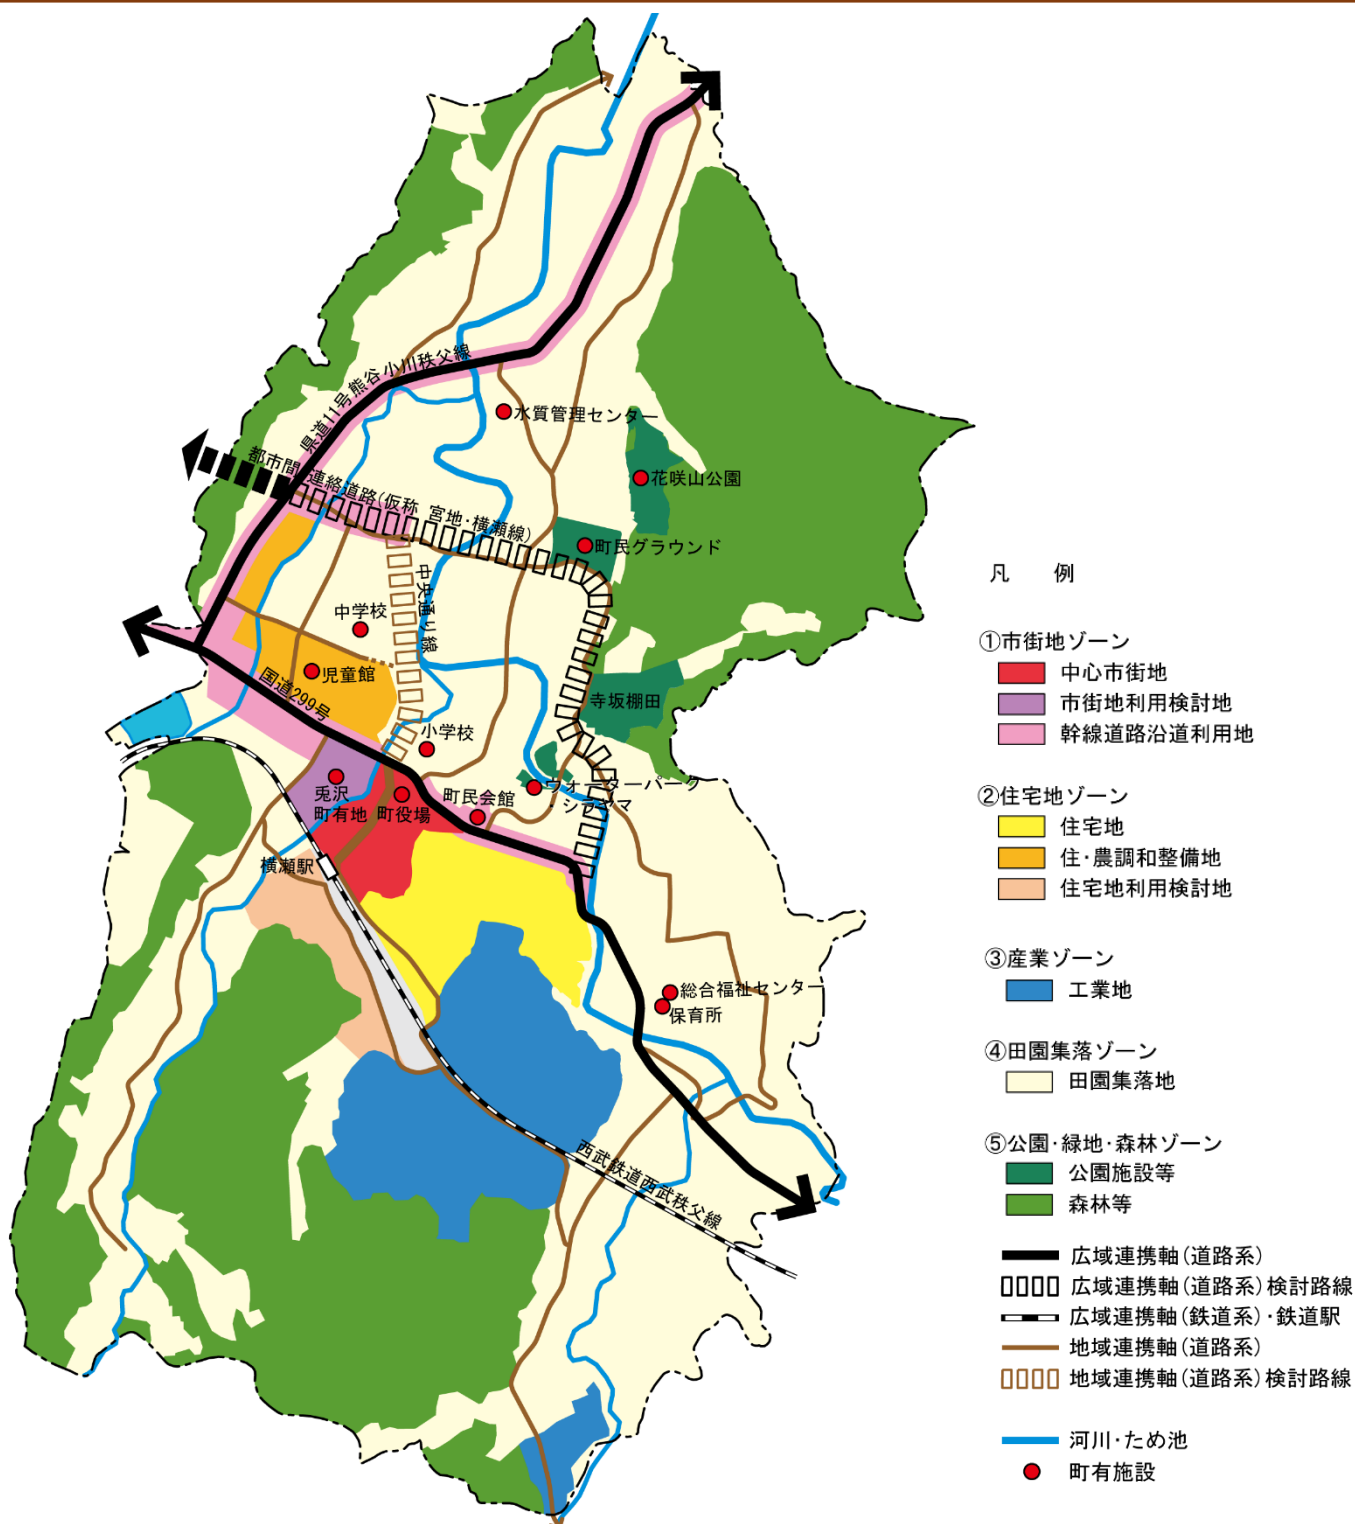 県道11号熊谷小川秩父線
水質管理センター
都市間連絡道路(仮称 宮地・横瀬線)
花咲山公園
町民グラウンド
中央通り線
中学校
児童館
国道299号
寺坂棚田
小学校
ウォーターパーク
・シラヤマ
兎沢
町有地
町役場
町民会館
横瀬駅
総合福祉センター
保育所
西武鉄道西武秩父線
凡 例
①市街地ゾーン
中心市街地
市街地利用検討地
幹線道路沿道利用地
②住宅地ゾーン
住宅地
住・農調和整備地
住宅地利用検討地
③産業ゾーン
工業地
④田園集落ゾーン
田園集落地
⑤公園・緑地・森林ゾーン
公園施設等
森林等
広域連携軸(道路系)
広域連携軸(道路系)検討路線
広域連携軸(鉄道系)・鉄道駅
地域連携軸(道路系)
地域連携軸(道路系)検討路線
河川・ため池
町有施設